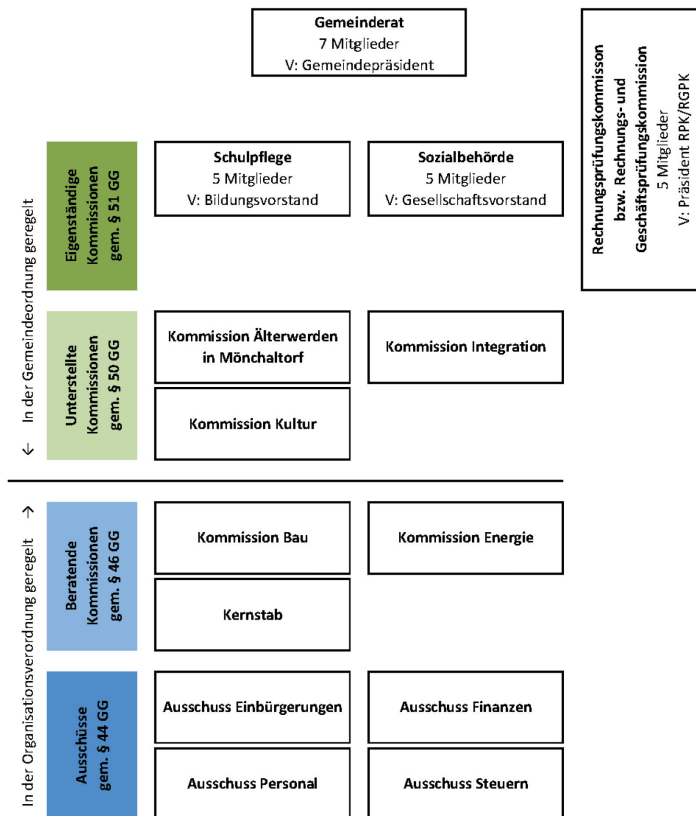 Gemeinderat
7 Mitglieder
V: Gemeindepräsident
Rechnungsprüfungskommisson
bzw. Rechnungs- und
Geschäftsprüfungskommission
5 Mitglieder
V: Präsident RPK/RGPK
← In der Gemeindeordnung geregelt
Eigenständige
Kommissionen
gem. § 51 GG
Schulpflege
5 Mitglieder
V: Bildungsvorstand
Sozialbehörde
5 Mitglieder
V: Gesellschaftsvorstand
Unterstellte
Kommissionen
gem. § 50 GG
Kommission Älterwerden
in Mönchaltorf
Kommission Integration
Kommission Kultur
In der Organisationsverordnung geregelt →
Beratende
Kommissionen
gem. § 46 GG
Kommission Bau
Kommission Energie
Kernstab
Ausschüsse
gem. § 44 GG
Ausschuss Einbürgerungen
Ausschuss Finanzen
Ausschuss Personal
Ausschuss Steuern